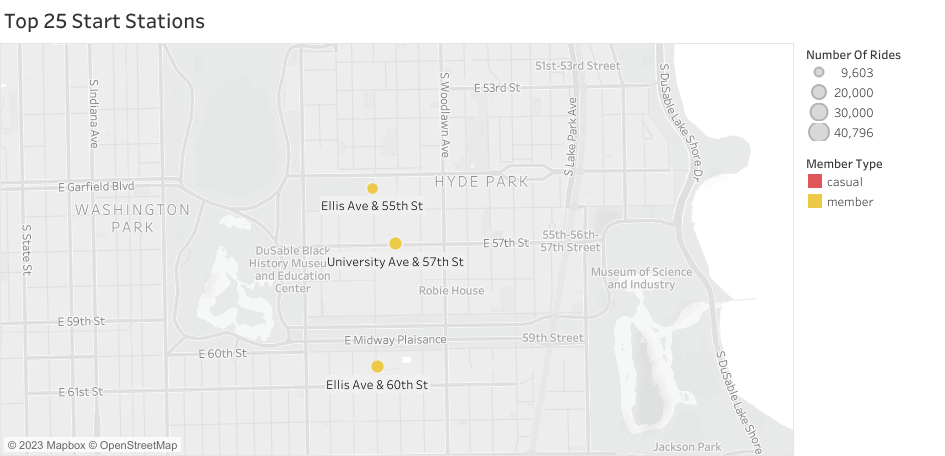 Top 25 Start Stations
Number Of Rides
9,603
20,000
30,000
40,796
Member Type
casual
member
51st-53rd Street
E 53rd St
S Indiana Ave
S Woodlawn Ave
S Lake Park Ave
S DuSable Lake Shore Dr
E Garfield Blvd
HYDE PARK
Ellis Ave & 55th St
WASHINGTON
PARK
S State St
DuSable Black
History Museu
and Education
Center
University Ave & 57th St
E 57th St
55th-56th-
57th Street
Museum of Science
and Industry
Robie House
E 59th St
E Midway Plaisance
59th Street
E 60th St
Ellis Ave & 60th St
E 61st St
S DuSable Lake Shore
Jackson Park
© 2023 Mapbox © OpenStreetMap